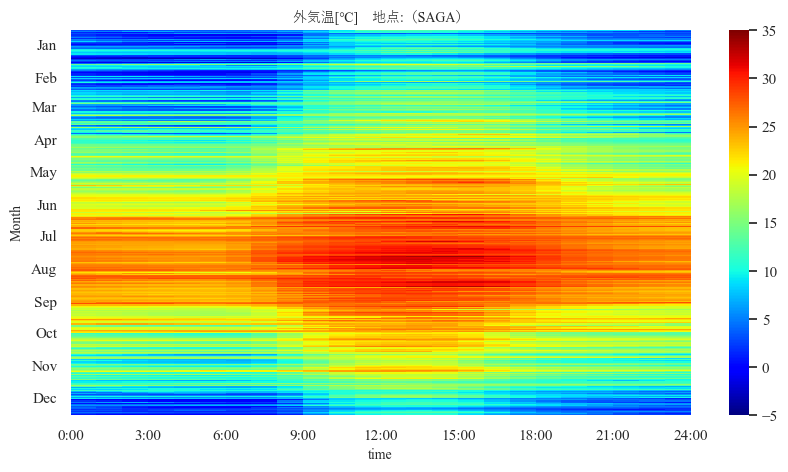 外気温[℃]　地点:（SAGA）
Month
Jan
Feb
Mar
Apr
May
Jun
Jul
Aug
Sep
Oct
Nov
Dec
0:00 3:00 6:00 9:00 12:00 15:00 18:00 21:00 24:00
time
35
30
25
20
15
10
5
0
−5